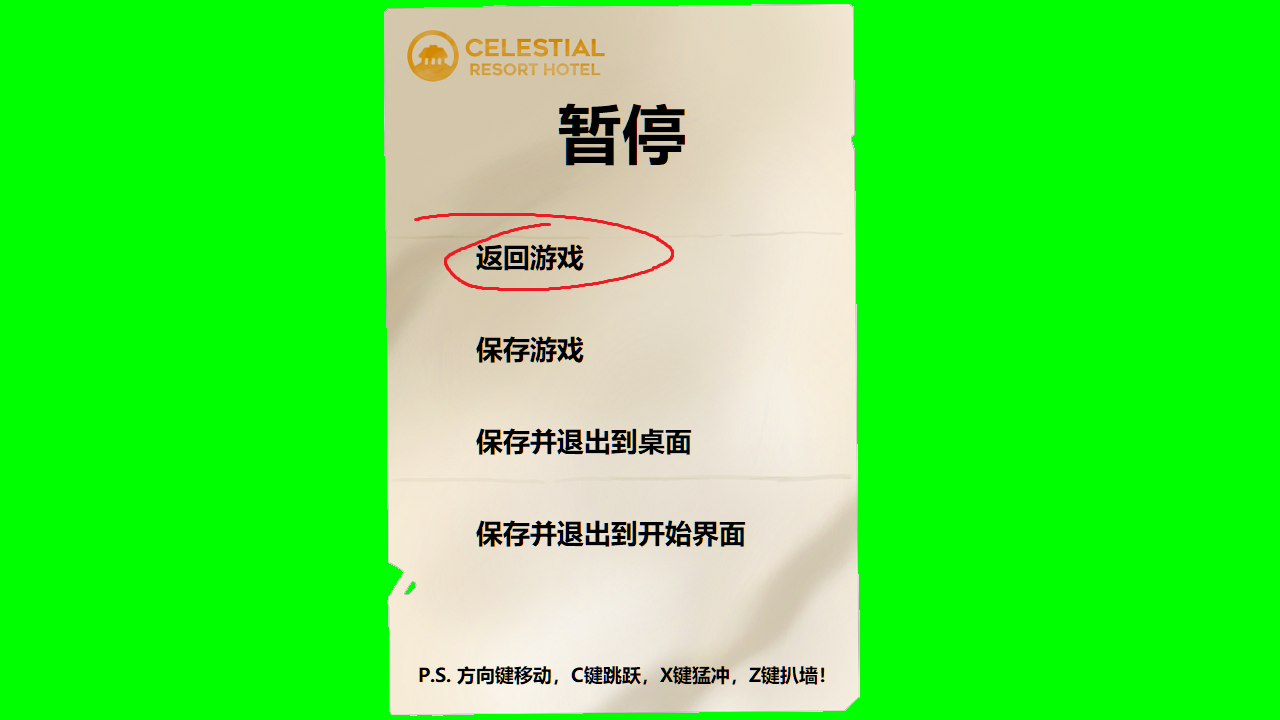 CELESTIAL
RESORT HOTEL
暂停
返回游戏
保存游戏
保存并退出到桌面
保存并退出到开始界面
P.S. 方向键移动，C键跳跃，X键猛冲，Z键扒墙！